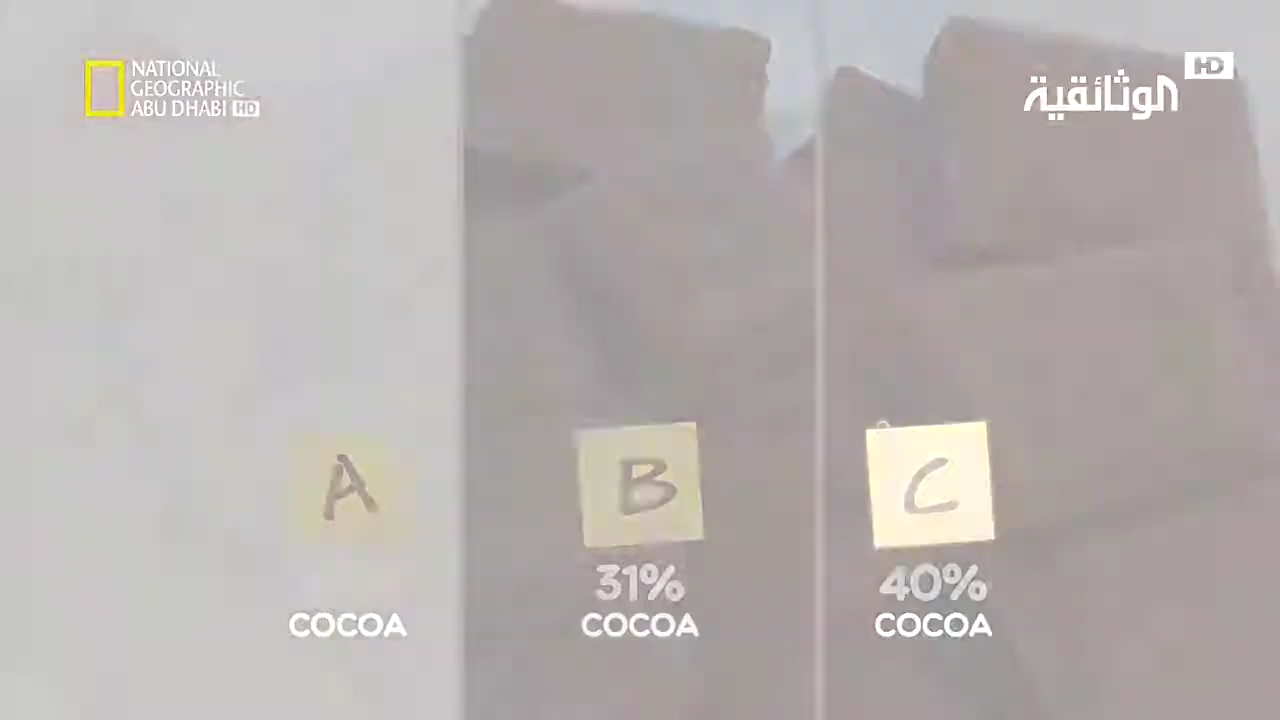 NATIONAL
GEOGRAPHIC
ABU DHABI HD
HD
الوثائقية
A
B
C
31%
40%
COCOA
COCOA
COCOA